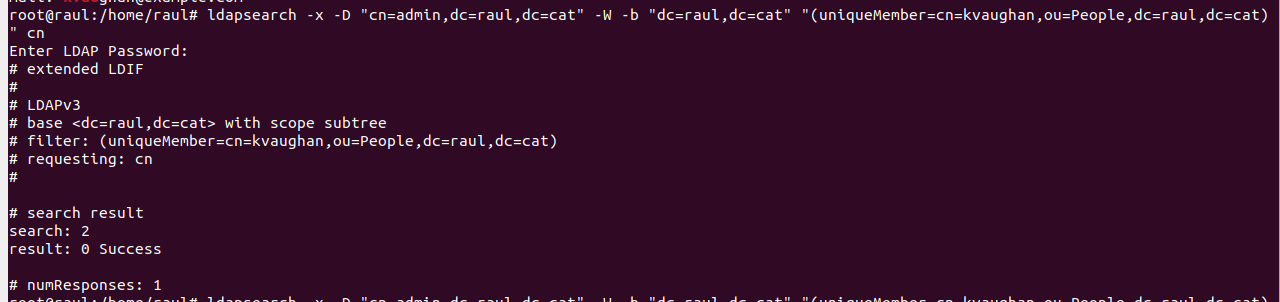 root@raul:/home/raul# ldapsearch -x -D "cn=admin,dc=raul,dc=cat" -W -b "dc=raul,dc=cat" "(uniqueMember=cn=kvaughan,ou=People,dc=raul,dc=cat)
" cn
Enter LDAP Password:
# extended LDIF
#
# LDAPv3
# base <dc=raul,dc=cat> with scope subtree
# filter: (uniqueMember=cn=kvaughan,ou=People,dc=raul,dc=cat)
# requesting: cn
#
# search result
search: 2
result: 0 Success
# numResponses: 1
root@raul:/home/raul# ldapsearch -x -D "cn=admin,dc=raul,dc=cat" -W -b "dc=raul,dc=cat" "(uniqueMember=cn=kvaughan,ou=People,dc=raul,dc=cat)